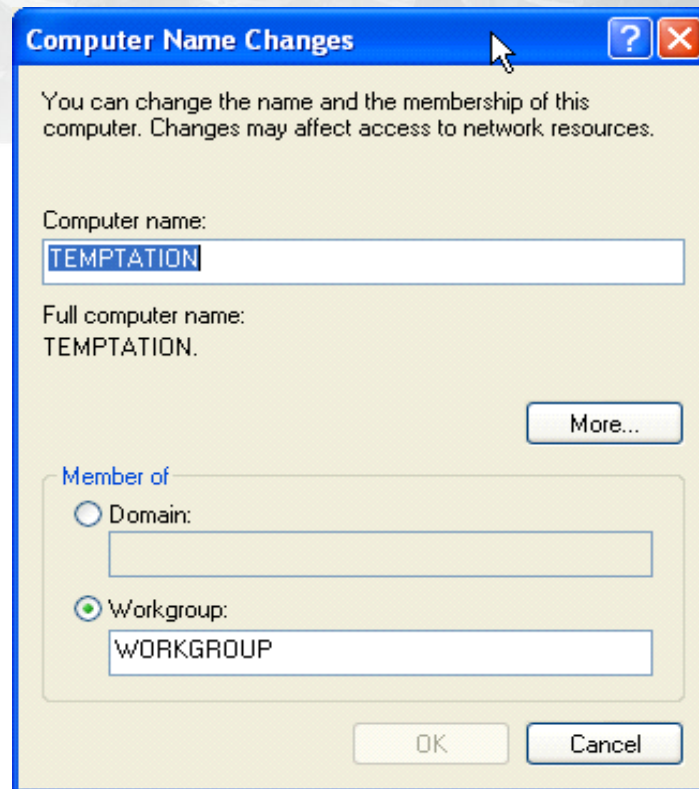 Computer Name Changes
You can change the name and the membership of this
computer. Changes may affect access to network resources.
Computer name:
TEMPTATION
Full computer name:
TEMPTATION.
More...
Member of
Domain:
Workgroup:
WORKGROUP
OK
Cancel